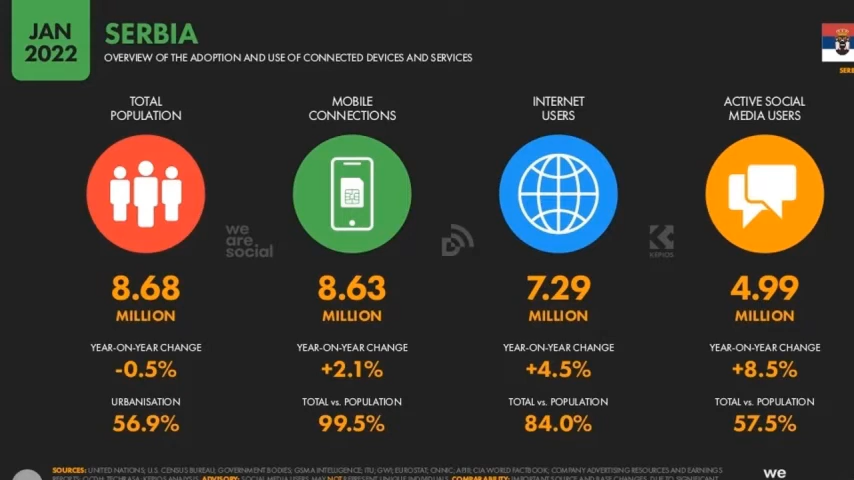 JAN
2022
SERBIA
OVERVIEW OF THE ADOPTION AND USE OF CONNECTED DEVICES AND SERVICES
SERB
TOTAL
POPULATION
MOBILE
CONNECTIONS
INTERNET
USERS
ACTIVE SOCIAL
MEDIA USERS
we
are
social
KEPIOS
8.68
MILLION
8.63
MILLION
7.29
MILLION
4.99
MILLION
YEAR-ON-YEAR CHANGE
-0.5%
YEAR-ON-YEAR CHANGE
+2.1%
YEAR-ON-YEAR CHANGE
+4.5%
YEAR-ON-YEAR CHANGE
+8.5%
URBANISATION
56.9%
TOTAL vs. POPULATION
99.5%
TOTAL vs. POPULATION
84.0%
TOTAL vs. POPULATION
57.5%
SOURCES: UNITED NATIONS; U.S. CENSUS BUREAU; GOVERNMENT BODIES; GSMA INTELLIGENCE; ITU; GWI; EUROSTAT; CNNIC; APJII; CIA WORLD FACTBOOK; COMPANY ADVERTISING RESOURCES AND EARNINGS
we